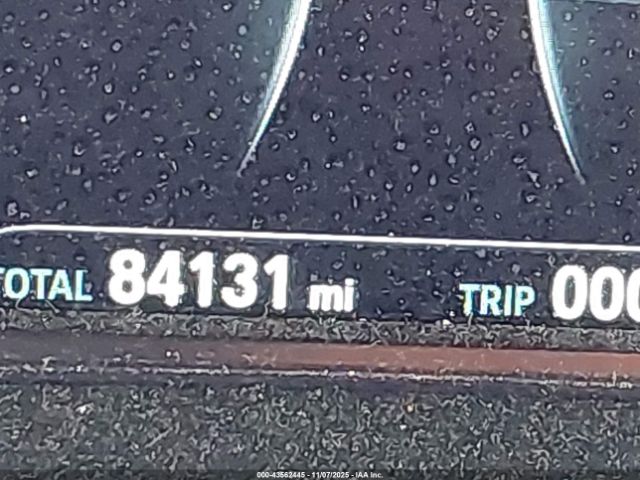 TOTAL 84131 mi TRIP 000
000-43562445 - 11/07/2025 - IAA Inc.